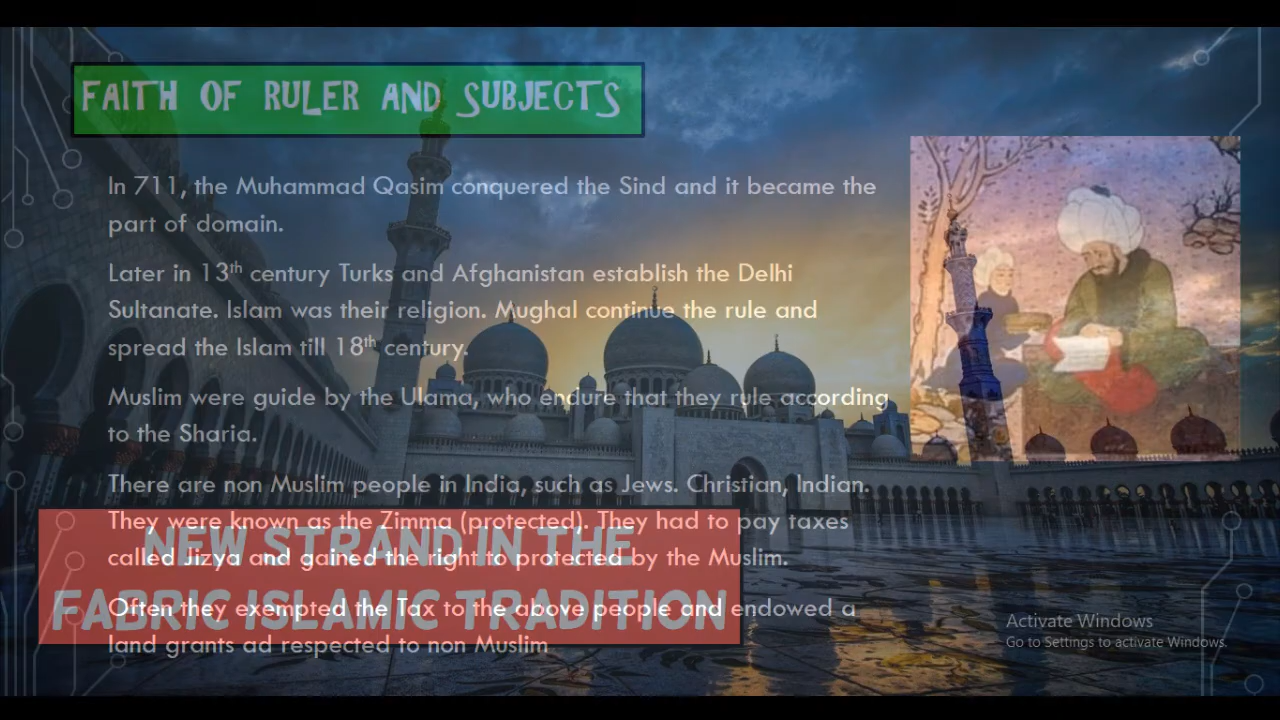 FAITH OF RULER AND SUBJECTS
In 711, the Muhammad Qasim conquered the Sind and it became the
part of domain.
Later in 13th century Turks and Afghanistan establish the Delhi
Sultanate. Islam was their religion. Mughal continue the rule and
spread the Islam till 18th century.
Muslim were guide by the Ulama, who endure that they rule according
to the Sharia.
There are non Muslim people in India, such as Jews. Christian, Indian.
They were known as the Zimma (protected). They had to pay taxes
called Jizya and gained the right to protected by the Muslim.
Often they exempted the Tax to the above people and endowed a
land grants ad respected to non Muslim
NEW STRAND IN THE
FABRIC ISLAMIC TRADITION
Activate Windows
Go to Settings to activate Windows.